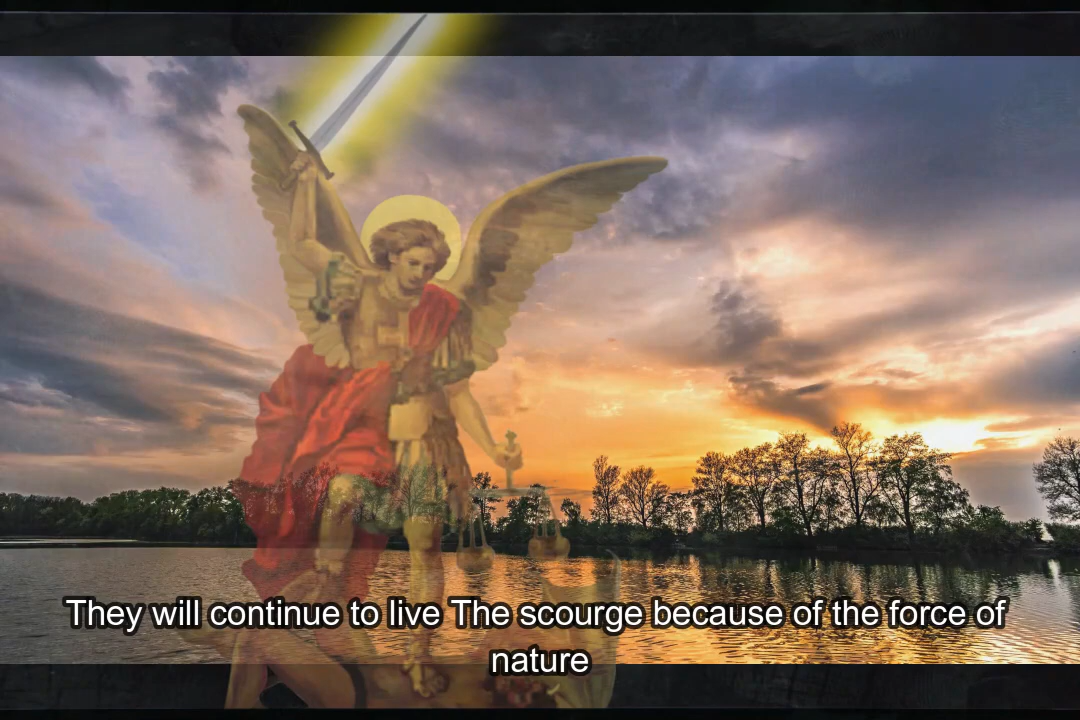 They will continue to live The scourge because of the force of
nature